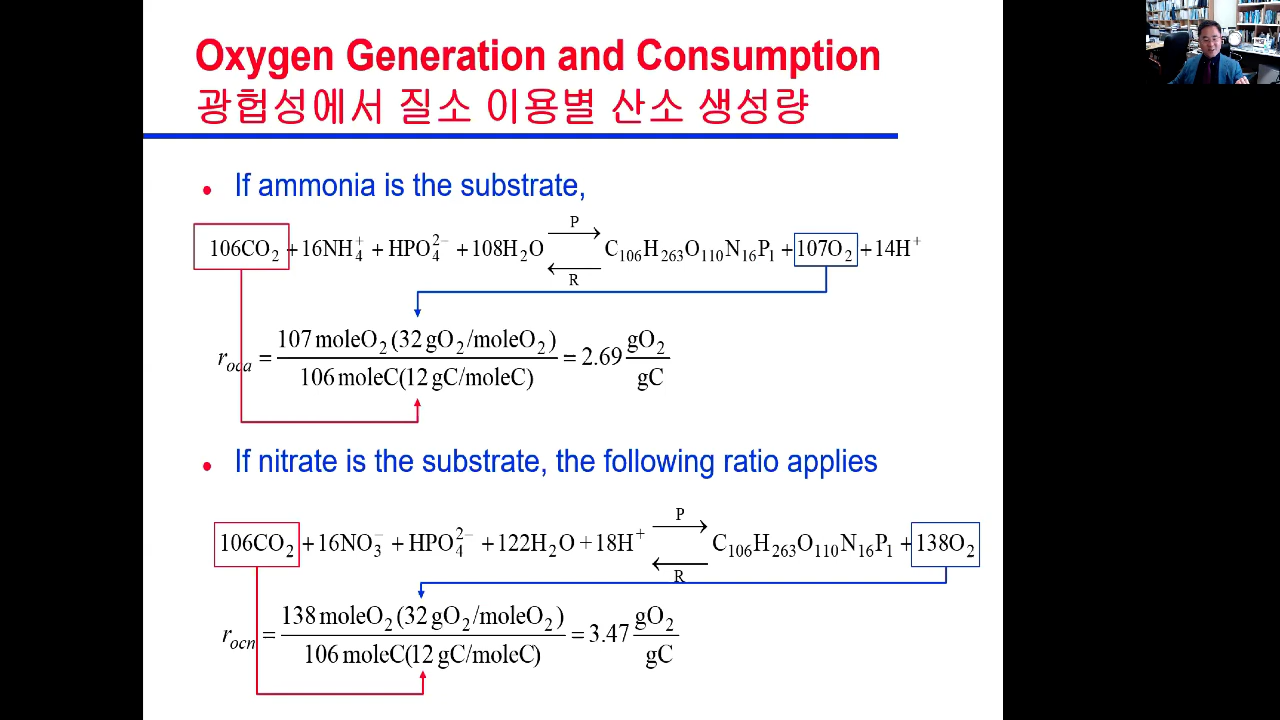 Oxygen Generation and Consumption
광헙성에서 질소 이용별 산소 생성량
• If ammonia is the substrate,
P
106CO₂ + 16NH₄⁺ + HPO₄²⁻ + 108H₂O ⇄ C₁₀₆H₂₆₃O₁₁₀N₁₆P₁ + 107O₂ + 14H⁺
R
107 moleO₂(32 gO₂/moleO₂)
r_oca = = 2.69 gO₂/gC
106 moleC(12 gC/moleC)
• If nitrate is the substrate, the following ratio applies
P
106CO₂ + 16NO₃⁻ + HPO₄²⁻ + 122H₂O + 18H⁺ ⇄ C₁₀₆H₂₆₃O₁₁₀N₁₆P₁ + 138O₂
R
138 moleO₂(32 gO₂/moleO₂)
r_ocn = = 3.47 gO₂/gC
106 moleC(12 gC/moleC)